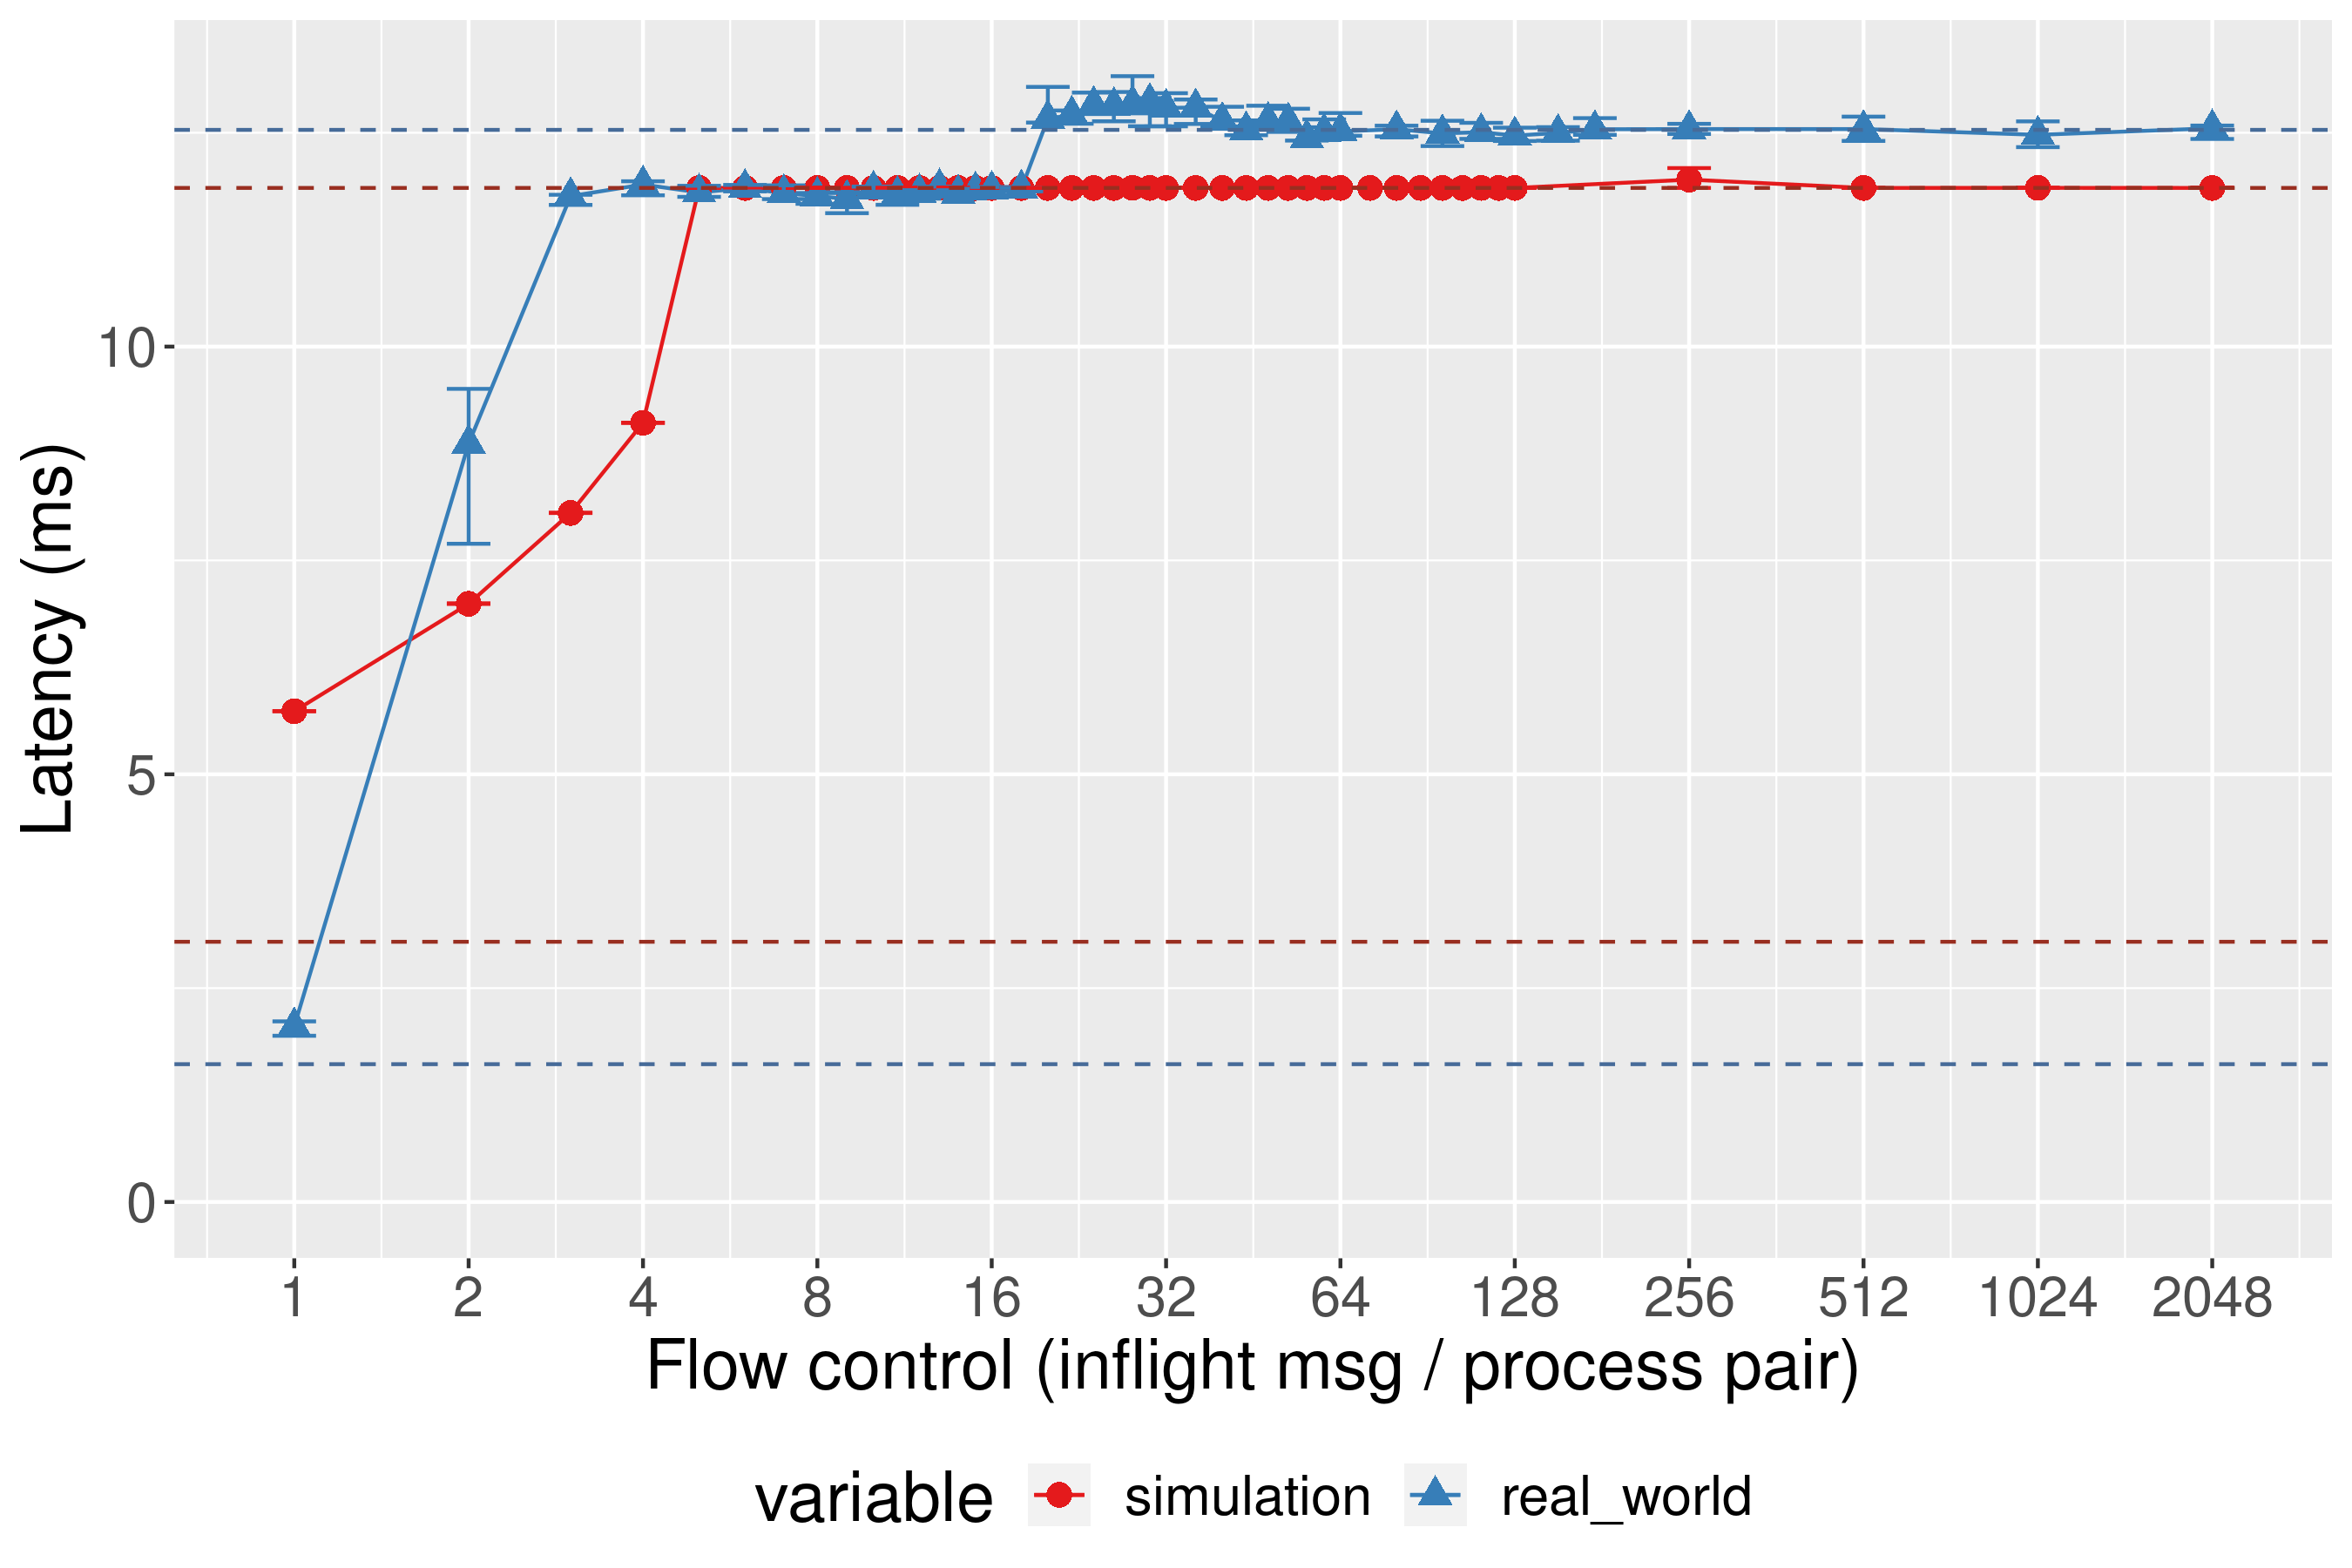 Latency (ms)
10
5
0
1 2 4 8 16 32 64 128 256 512 1024 2048
Flow control (inflight msg / process pair)
variable simulation real_world